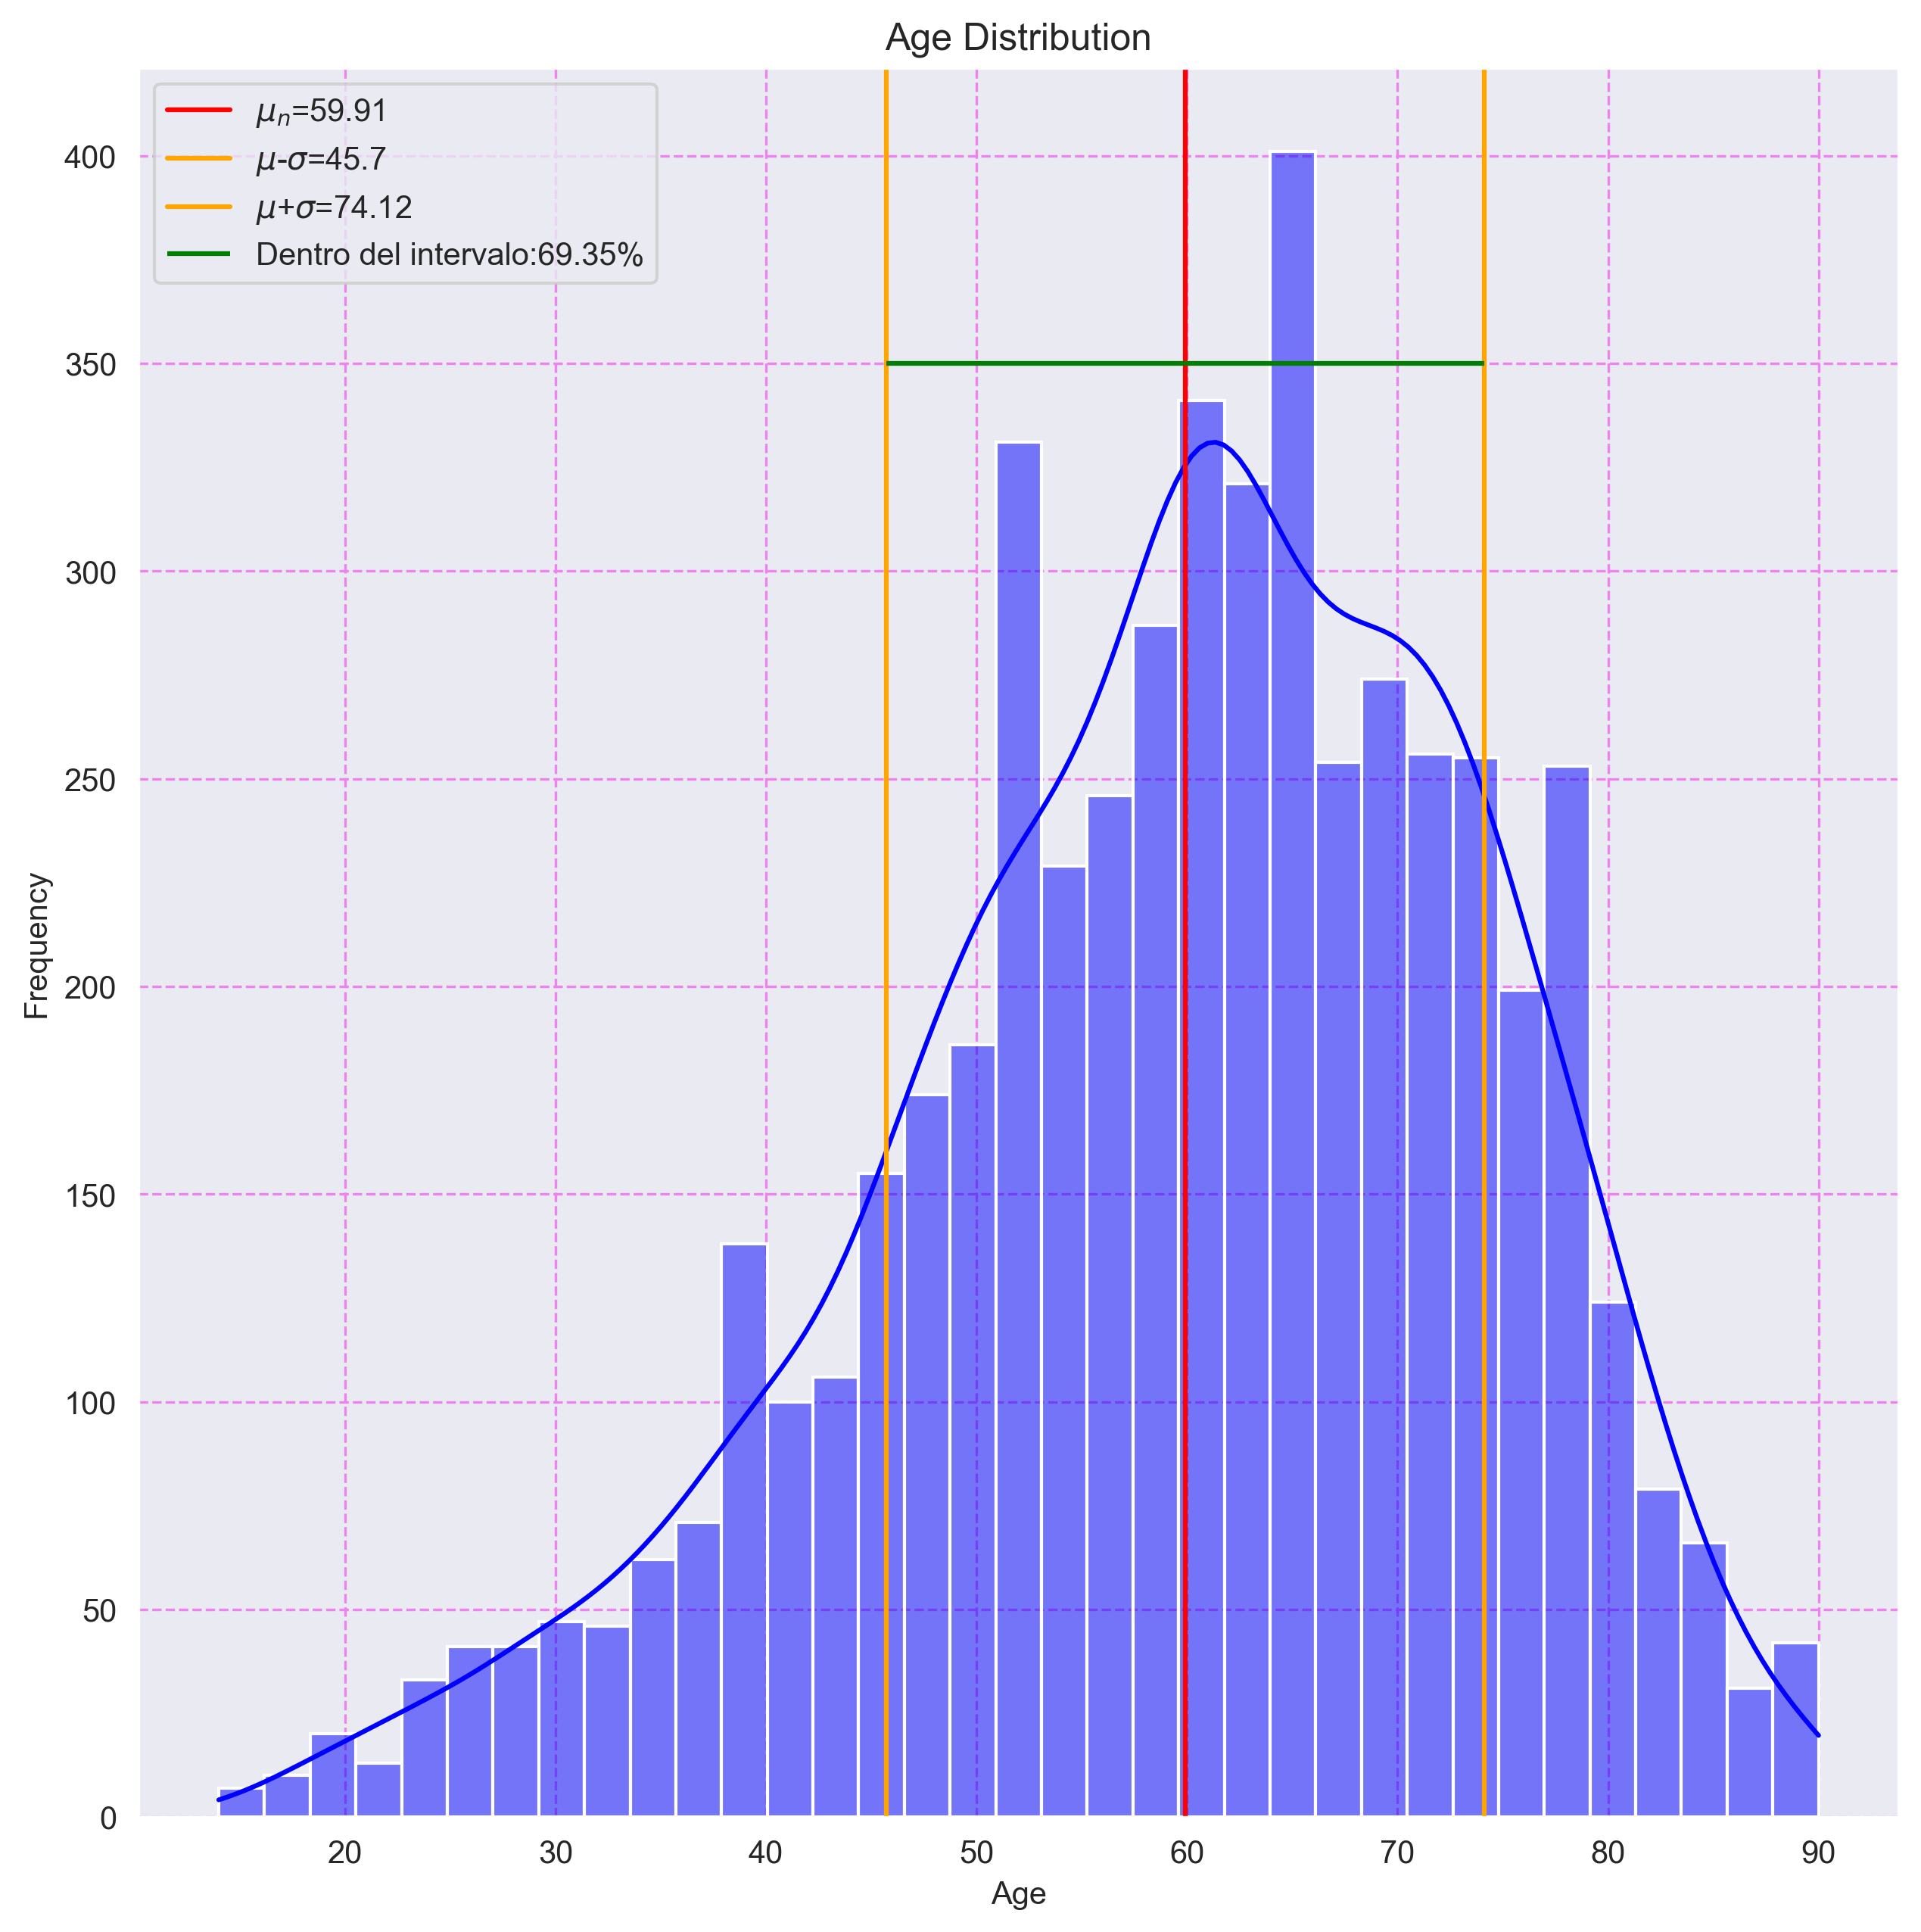 Age Distribution
μn=59.91
μ-σ=45.7
μ+σ=74.12
Dentro del intervalo:69.35%
400
350
300
250
200
150
100
50
0
Frequency
20 30 40 50 60 70 80 90
Age